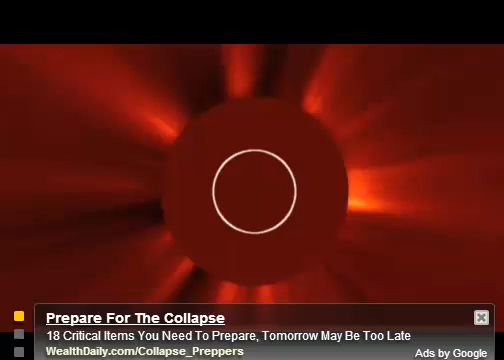 Prepare For The Collapse
18 Critical Items You Need To Prepare, Tomorrow May Be Too Late
WealthDaily.com/Collapse_Preppers
Ads by Google